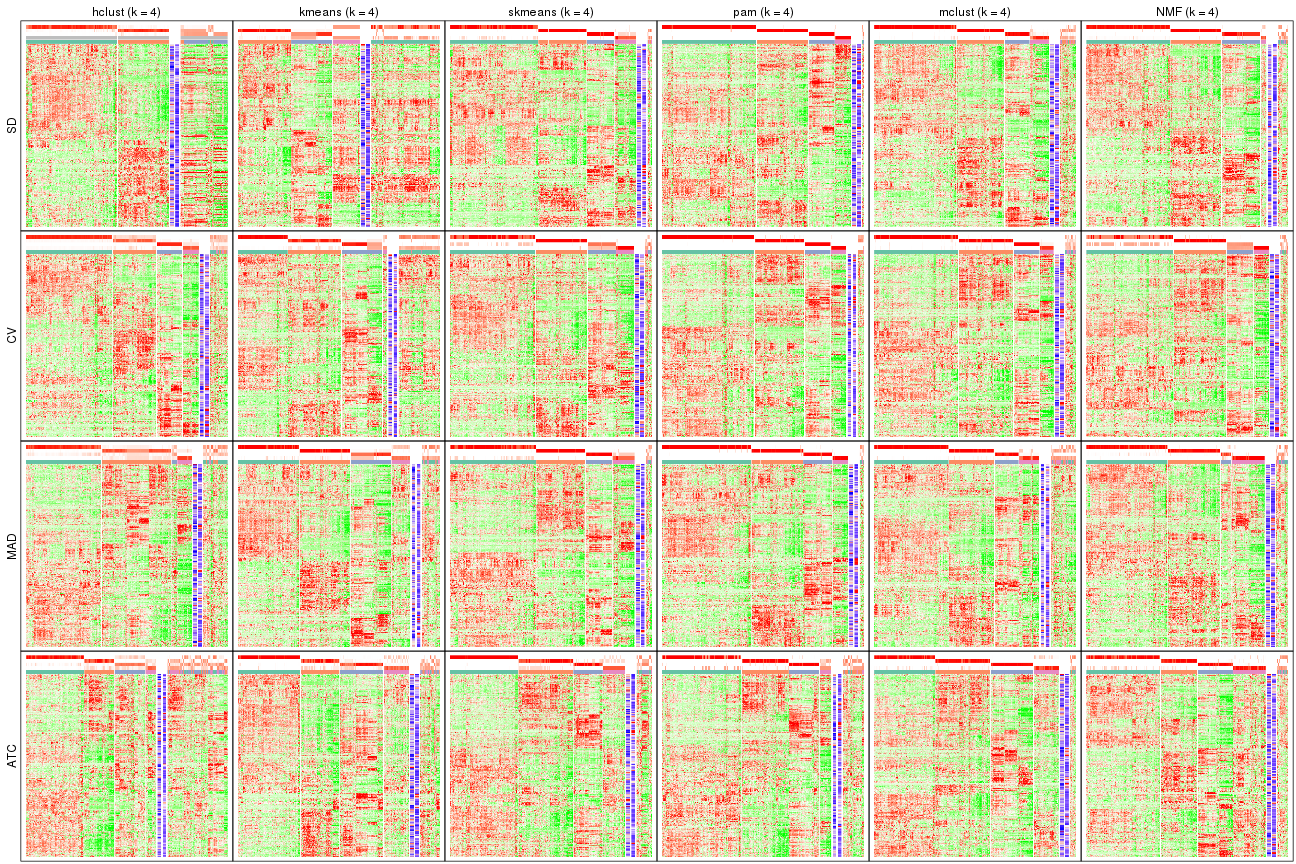 hclust (k = 4) kmeans (k = 4) skmeans (k = 4) pam (k = 4) mclust (k = 4) NMF (k = 4)
SD
CV
MAD
ATC